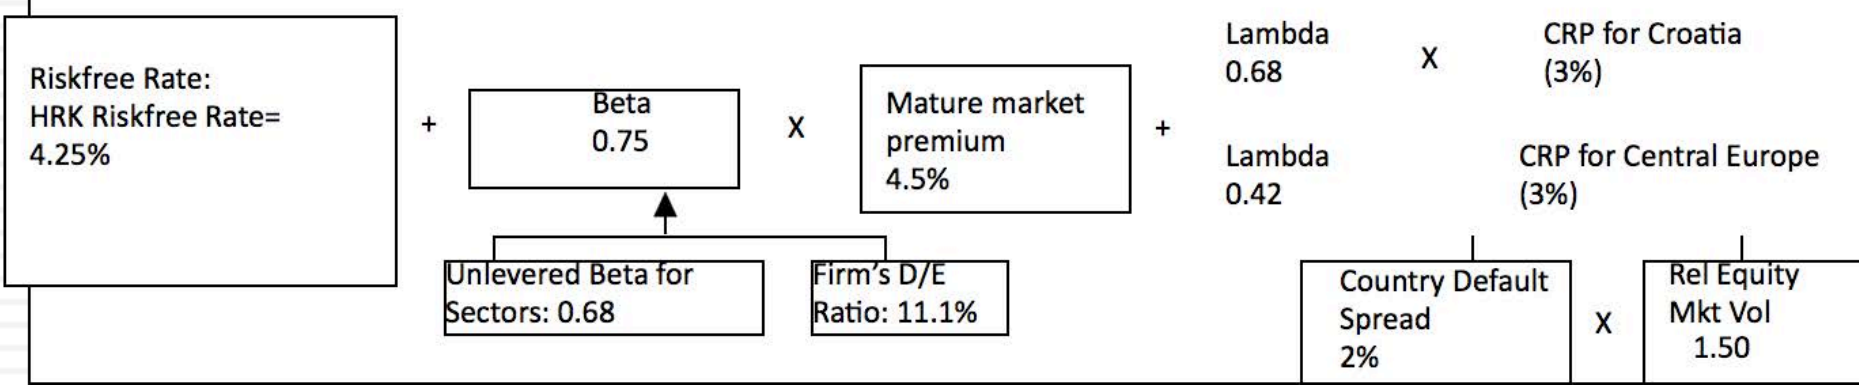 Riskfree Rate:
HRK Riskfree Rate=
4.25%
+
Beta
0.75
X
Mature market
premium
4.5%
+
Lambda
0.68
X
CRP for Croatia
(3%)
Lambda
0.42
CRP for Central Europe
(3%)
Unlevered Beta for
Sectors: 0.68
Firm’s D/E
Ratio: 11.1%
Country Default
Spread
2%
X
Rel Equity
Mkt Vol
1.50